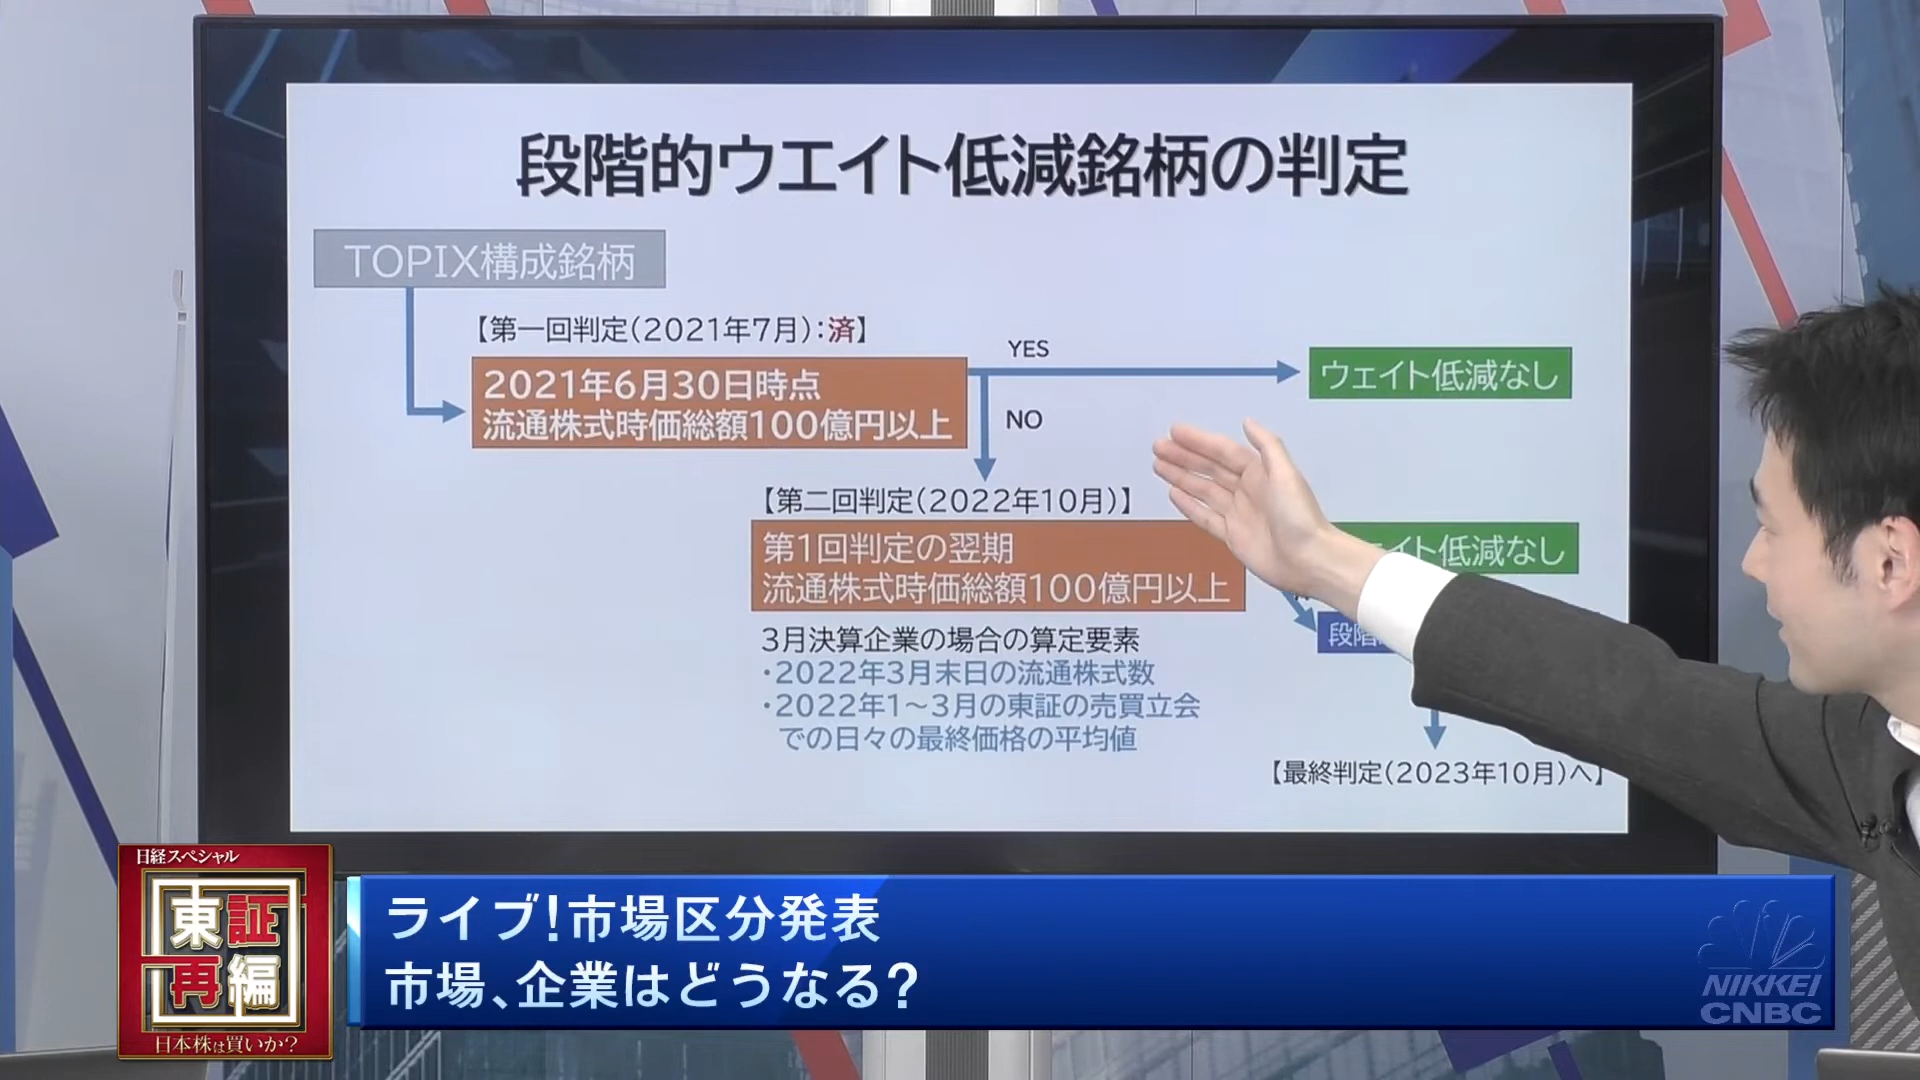 段階的ウエイト低減銘柄の判定
TOPIX構成銘柄
【第一回判定(2021年7月):済】
2021年6月30日時点
流通株式時価総額100億円以上
YES
ウェイト低減なし
NO
【第二回判定(2022年10月)】
第1回判定の翌期
流通株式時価総額100億円以上
イト低減なし
段階
3月決算企業の場合の算定要素
・2022年3月末日の流通株式数
・2022年1~3月の東証の売買立会
での日々の最終価格の平均値
【最終判定(2023年10月)へ】
日経スペシャル
東証
再編
日本株は買いか?
ライブ!市場区分発表
市場、企業はどうなる?
NIKKEI
CNBC